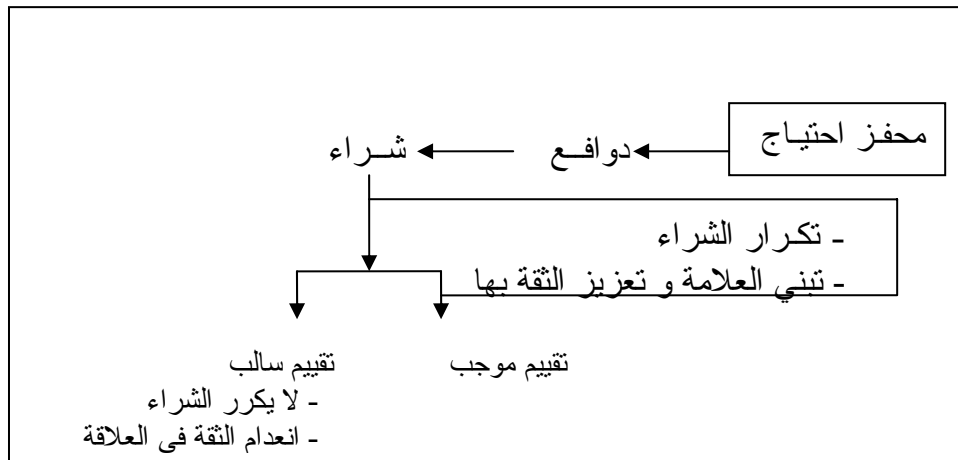 محفز احتياج
دوافع
شراء
- تكرار الشراء
- تبني العلامة و تعزيز الثقة بها
تقييم موجب
تقييم سالب
- لا يكرر الشراء
- انعدام الثقة في العلاقة